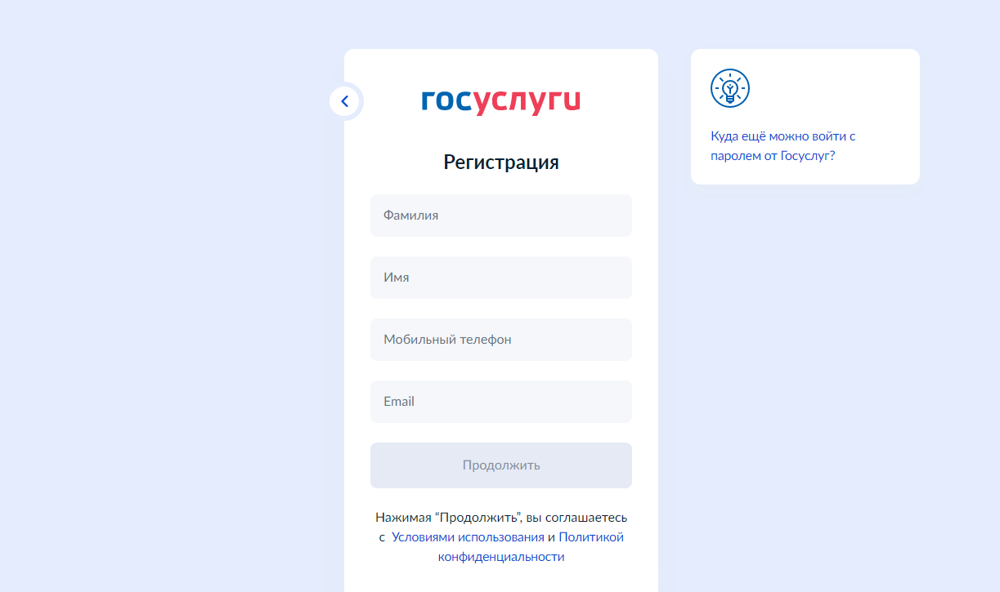 госуслуги
Регистрация
Фамилия
Имя
Мобильный телефон
Email
Продолжить
Нажимая “Продолжить”, вы соглашаетесь
с Условиями использования и Политикой
конфиденциальности
Куда ещё можно войти с
паролем от Госуслуг?